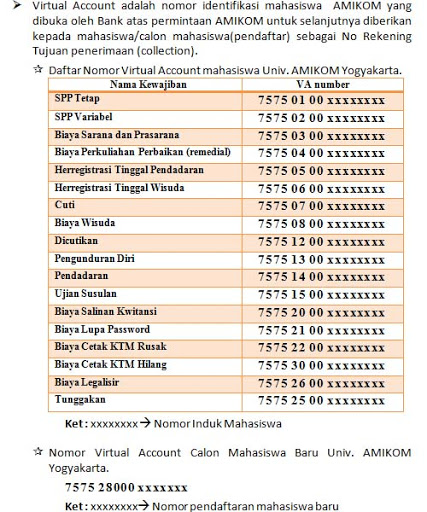 ➤ Virtual Account adalah nomor identifikasi mahasiswa AMIKOM yang
dibuka oleh Bank atas permintaan AMIKOM untuk selanjutnya diberikan
kepada mahasiswa/calon mahasiswa(pendaftar) sebagai No Rekening
Tujuan penerimaan (collection).
☆ Daftar Nomor Virtual Account mahasiswa Univ. AMIKOM Yogyakarta.
Nama Kewajiban VA number
SPP Tetap 7575 01 00 xxxxxxxx
SPP Variabel 7575 02 00 xxxxxxxx
Biaya Sarana dan Prasarana 7575 03 00 xxxxxxxx
Biaya Perkuliahan Perbaikan (remedial) 7575 04 00 xxxxxxxx
Herregistrasi Tinggal Pendadaran 7575 05 00 xxxxxxxx
Herregistrasi Tinggal Wisuda 7575 06 00 xxxxxxxx
Cuti 7575 07 00 xxxxxxxx
Biaya Wisuda 7575 08 00 xxxxxxxx
Dicutikan 7575 12 00 xxxxxxxx
Pengunduran Diri 7575 13 00 xxxxxxxx
Pendadaran 7575 14 00 xxxxxxxx
Ujian Susulan 7575 15 00 xxxxxxxx
Biaya Salinan Kwitansi 7575 20 00 xxxxxxxx
Biaya Lupa Password 7575 21 00 xxxxxxxx
Biaya Cetak KTM Rusak 7575 22 00 xxxxxxxx
Biaya Cetak KTM Hilang 7575 30 00 xxxxxxxx
Biaya Legalisir 7575 26 00 xxxxxxxx
Tunggakan 7575 25 00 xxxxxxxx
Ket : xxxxxxxx→ Nomor Induk Mahasiswa
☆ Nomor Virtual Account Calon Mahasiswa Baru Univ. AMIKOM
Yogyakarta.
7575 28000 xxxxxxx
Ket : xxxxxxxx→ Nomor pendaftaran mahasiswa baru